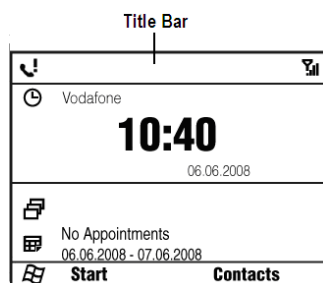 Title Bar
Vodafone
10:40
06.06.2008
No Appointments
06.06.2008 - 07.06.2008
Start Contacts